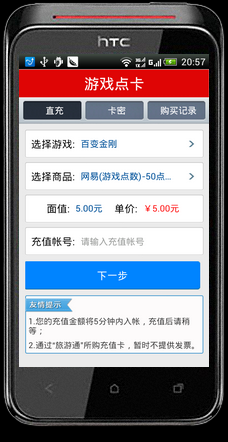 hTC
3G
G
20:57
游戏点卡
直充 卡密 购买记录
选择游戏: 百变金刚
选择商品: 网易(游戏点数)-50点...
面值: 5.00元 单价: ￥5.00元
充值帐号: 请输入充值帐号
下一步
友情提示
1.您的充值金额将5分钟内入帐，充值后请稍
等；
2.通过“旅游通”所购充值卡，暂时不提供发票。